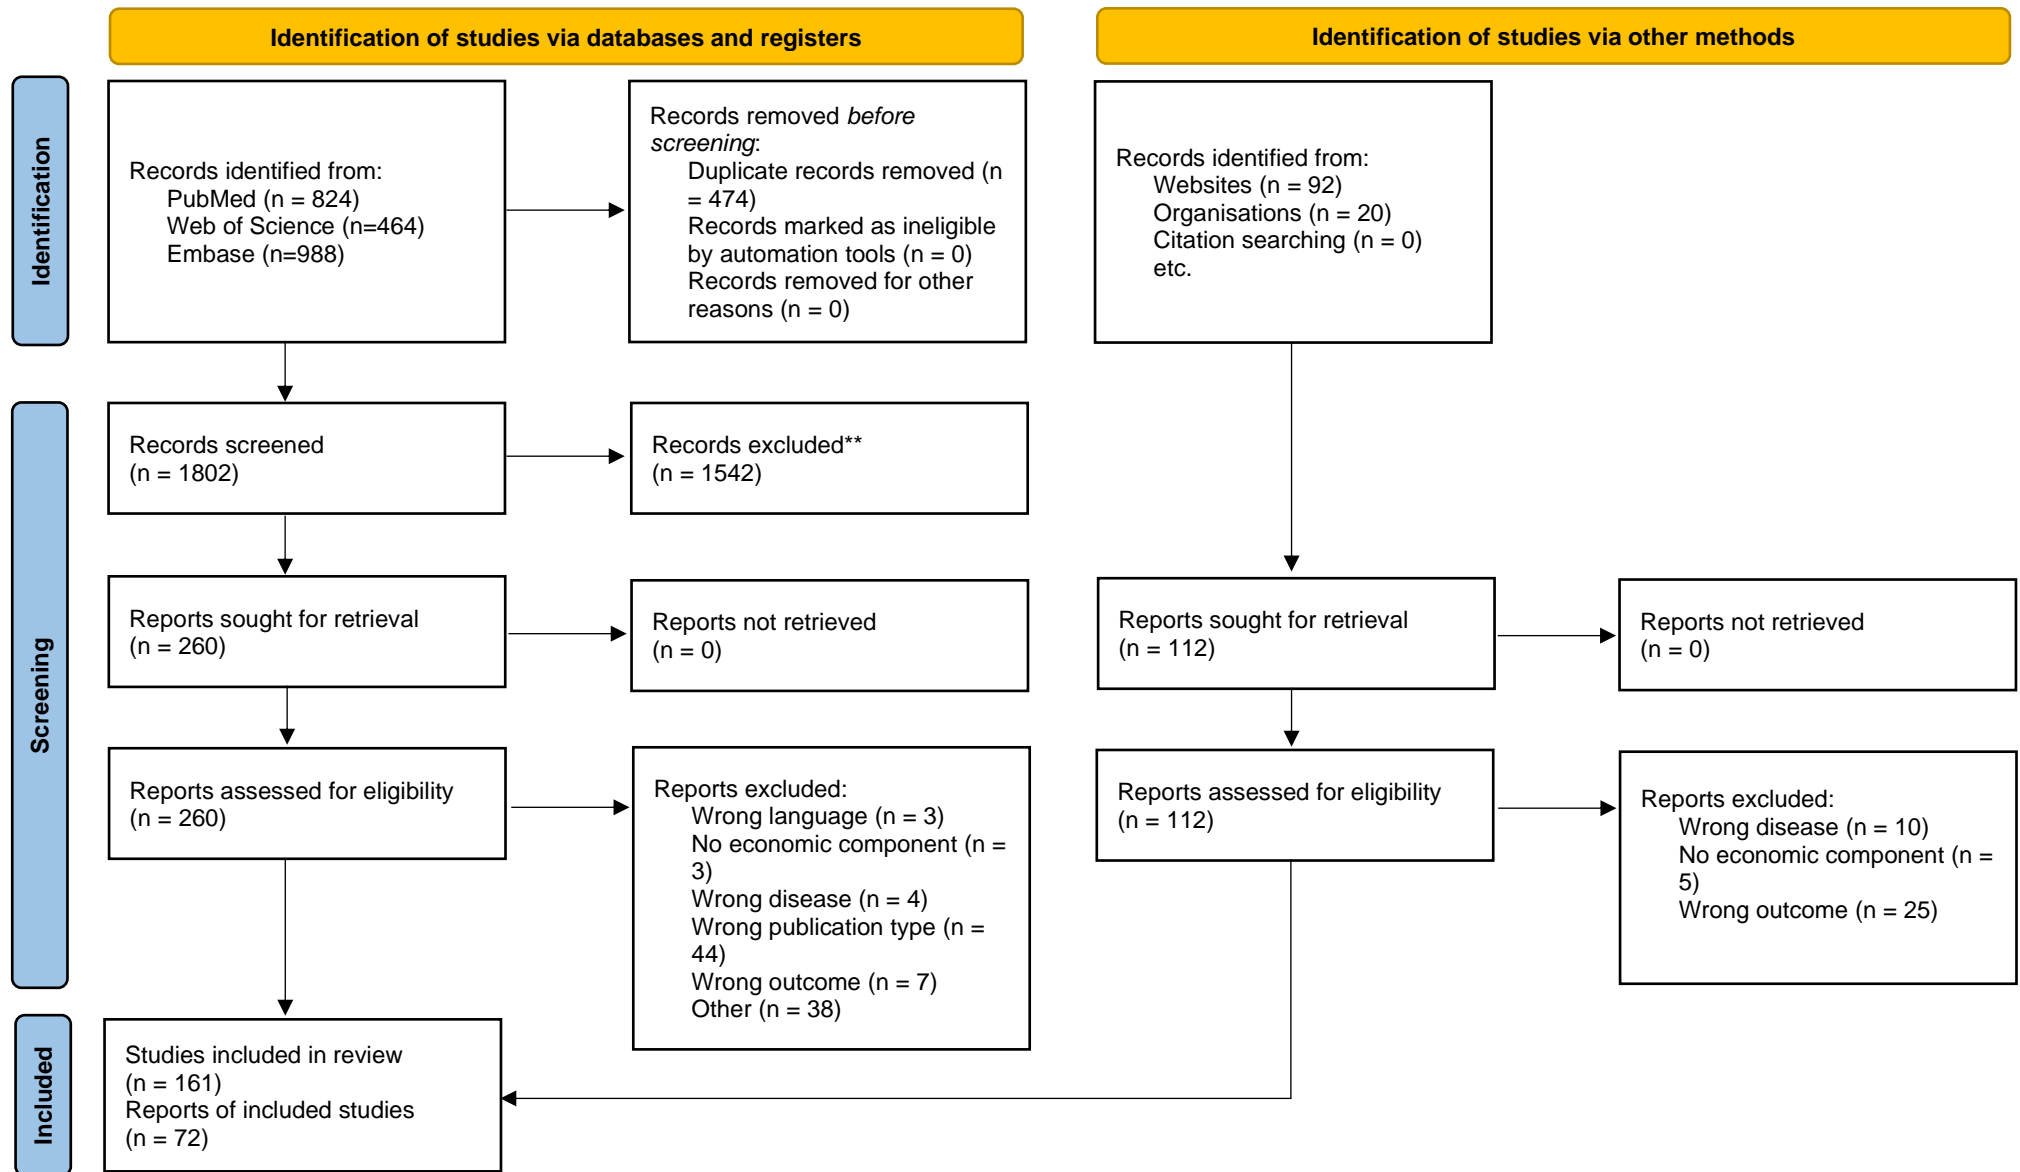 Identification of studies via databases and registers
Identification of studies via other methods
Identification
Records identified from:
PubMed (n = 824)
Web of Science (n=464)
Embase (n=988)
Records removed before
screening:
Duplicate records removed (n
= 474)
Records marked as ineligible
by automation tools (n = 0)
Records removed for other
reasons (n = 0)
Records identified from:
Websites (n = 92)
Organisations (n = 20)
Citation searching (n = 0)
etc.
Screening
Records screened
(n = 1802)
Records excluded**
(n = 1542)
Reports sought for retrieval
(n = 260)
Reports not retrieved
(n = 0)
Reports sought for retrieval
(n = 112)
Reports not retrieved
(n = 0)
Reports assessed for eligibility
(n = 260)
Reports excluded:
Wrong language (n = 3)
No economic component (n =
3)
Wrong disease (n = 4)
Wrong publication type (n =
44)
Wrong outcome (n = 7)
Other (n = 38)
Reports assessed for eligibility
(n = 112)
Reports excluded:
Wrong disease (n = 10)
No economic component (n =
5)
Wrong outcome (n = 25)
Included
Studies included in review
(n = 161)
Reports of included studies
(n = 72)